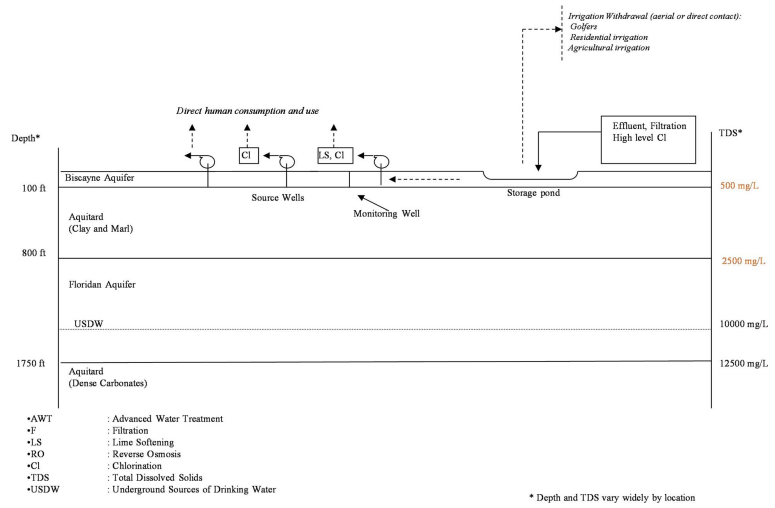 Irrigation Withdrawal (aerial or direct contact):
Golfers
Residential irrigation
Agricultural irrigation
Direct human consumption and use
Effluent, Filtration
High level Cl
Depth*
TDS*
Cl
LS, Cl
Biscayne Aquifer
100 ft
500 mg/L
Source Wells
Storage pond
Monitoring Well
Aquitard
(Clay and Marl)
800 ft
2500 mg/L
Floridan Aquifer
USDW
10000 mg/L
1750 ft
12500 mg/L
Aquitard
(Dense Carbonates)
•AWT : Advanced Water Treatment
•F : Filtration
•LS : Lime Softening
•RO : Reverse Osmosis
•Cl : Chlorination
•TDS : Total Dissolved Solids
•USDW : Underground Sources of Drinking Water
* Depth and TDS vary widely by location